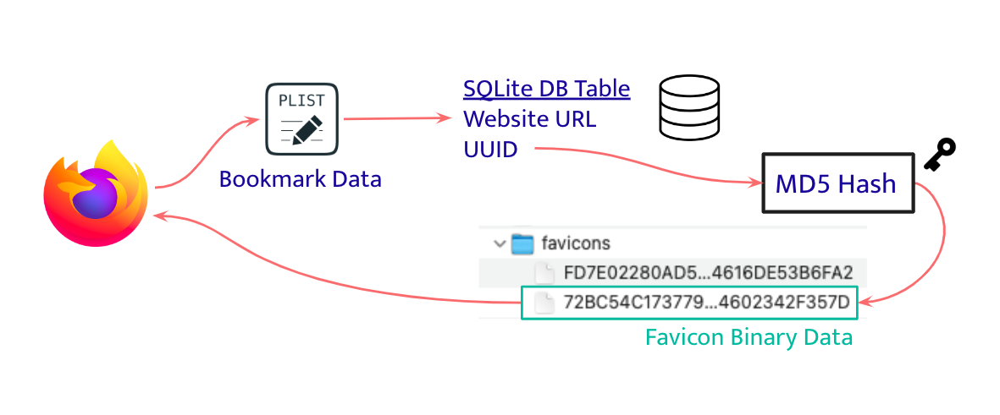 PLIST
Bookmark Data
SQLite DB Table
Website URL
UUID
MD5 Hash
favicons
FD7E02280AD5...4616DE53B6FA2
72BC54C173779...4602342F357D
Favicon Binary Data